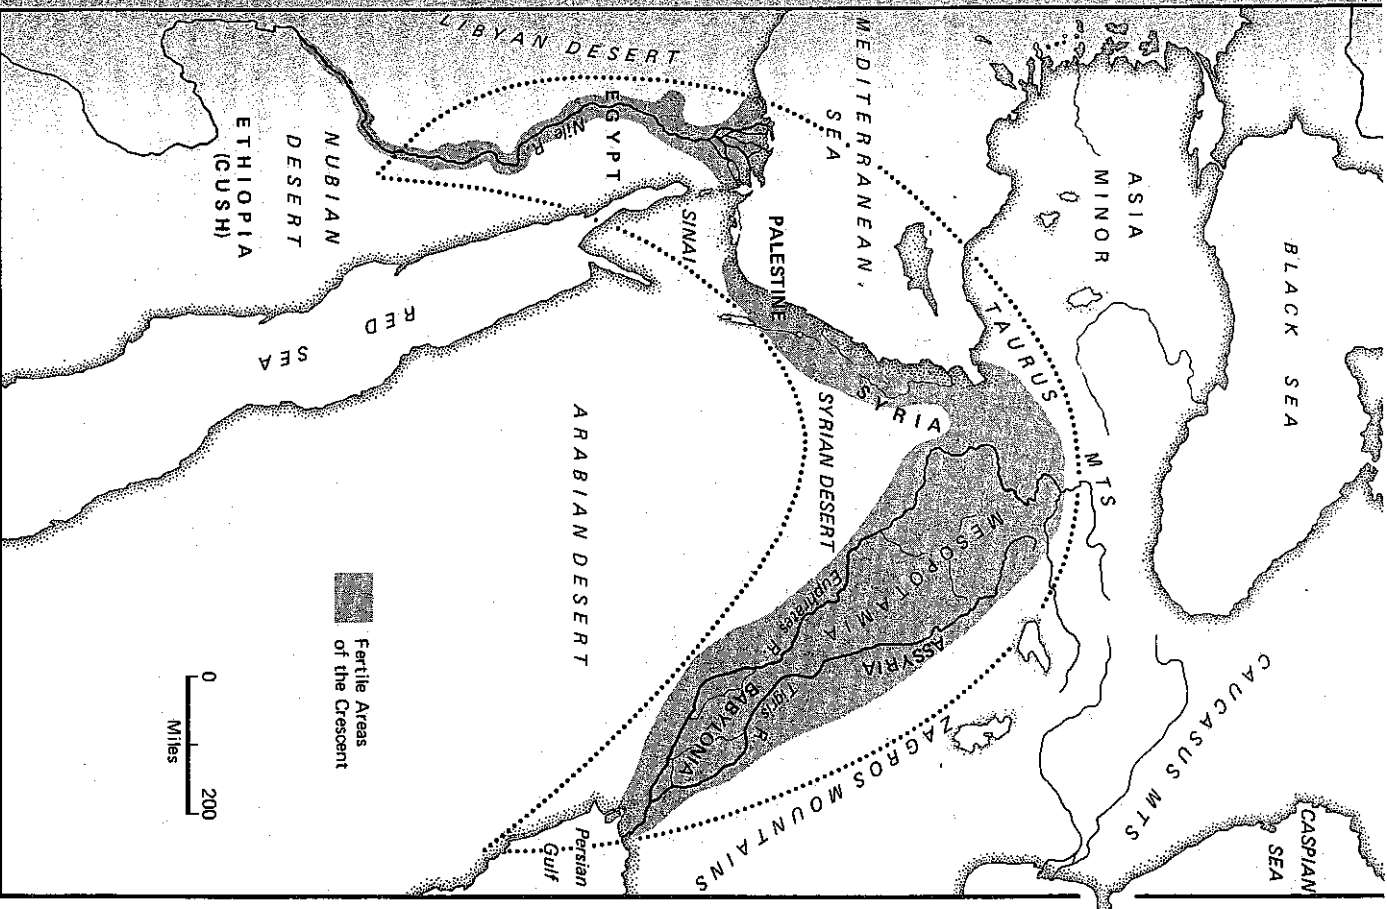 BLACK SEA
CAUCASUS MTS
CASPIAN
SEA
ASIA
MINOR
TAURUS MTS
MEDITERRANEAN
SEA
SYRIA
MESOPOTAMIA
ASSYRIA
ZAGROS MOUNTAINS
PALESTINE
SYRIAN DESERT
Euphrates R.
Tigris R.
BABYLONIA
LIBYAN DESERT
EGYPT
Nile R.
SINAI
Persian
Gulf
ARABIAN DESERT
RED
SEA
NUBIAN
DESERT
ETHIOPIA
(CUSH)
Fertile Areas
of the Crescent
0 200
Miles